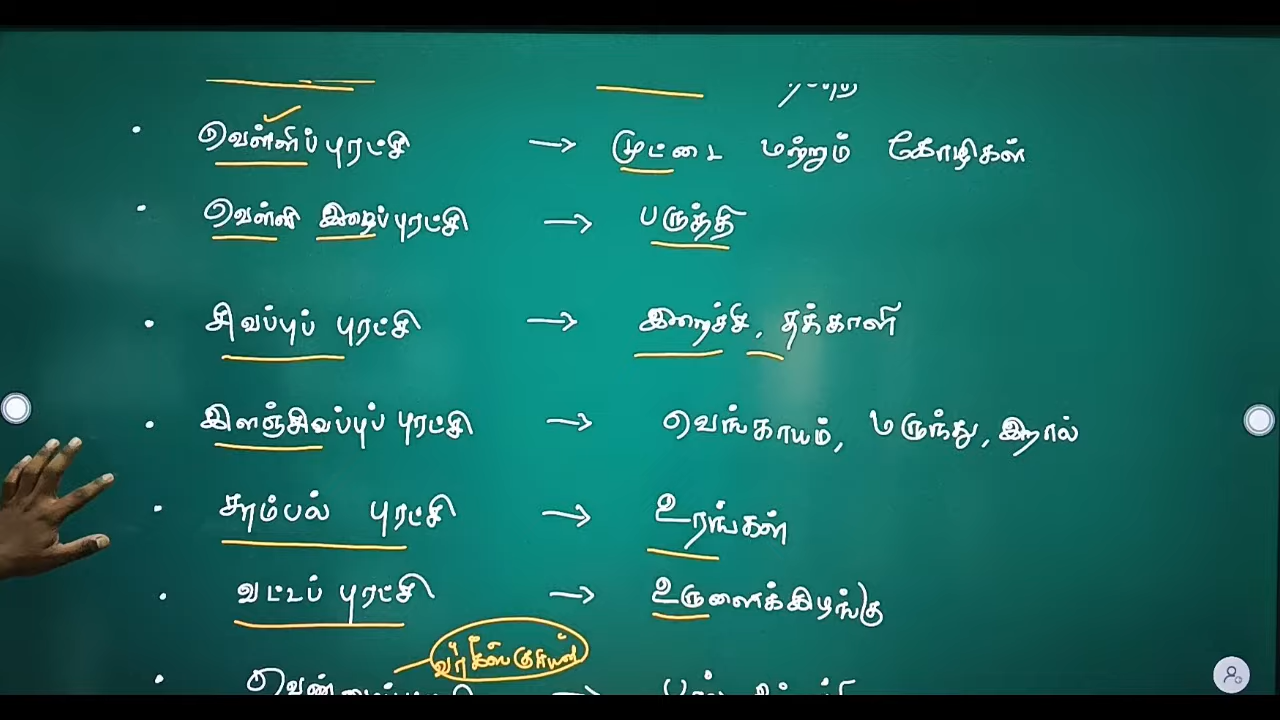 வெள்ளிப்புரட்சி → முட்டை மற்றும் கோழிகள்
வெள்ளி இழைப்புரட்சி → பருத்தி
சிவப்புப் புரட்சி → இறைச்சி, தக்காளி
இளஞ்சிவப்புப் புரட்சி → வெங்காயம், மருந்து, இறால்
சாம்பல் புரட்சி → உரங்கள்
வட்டப் புரட்சி → உருளைக்கிழங்கு
வர்கீஸ் குரியன்